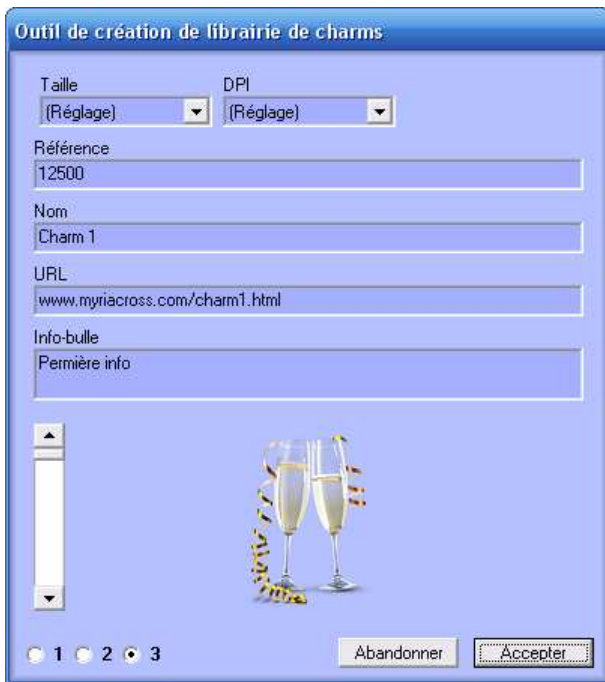 Outil de création de librairie de charms
Taille DPI
(Réglage) (Réglage)
Référence
12500
Nom
Charm 1
URL
www.myriacross.com/charm1.html
Info-bulle
Permière info
1 2 3 Abandonner Accepter